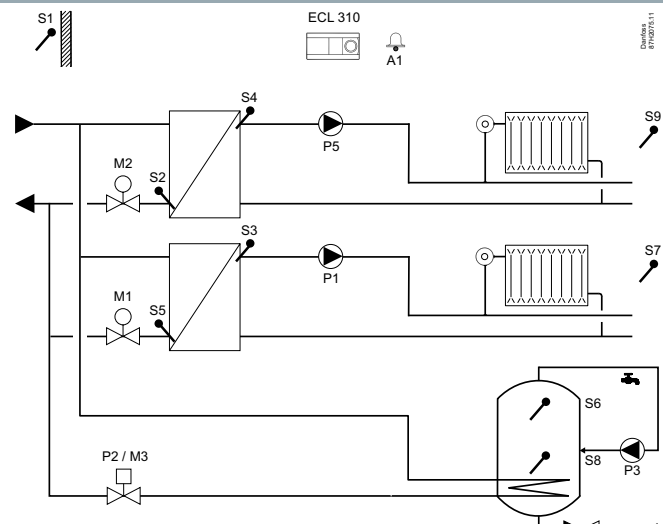 S1
ECL 310
A1
Danfoss
87H2075.11
S4
P5
S9
M2
S2
S3
P1
S7
M1
S5
S6
P2 / M3
S8
P3